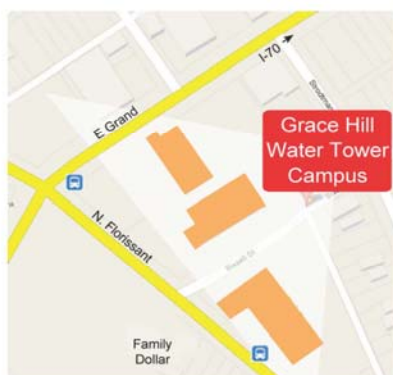 I-70
E Grand
Grace Hill
Water Tower
Campus
N. Florissant
Family
Dollar